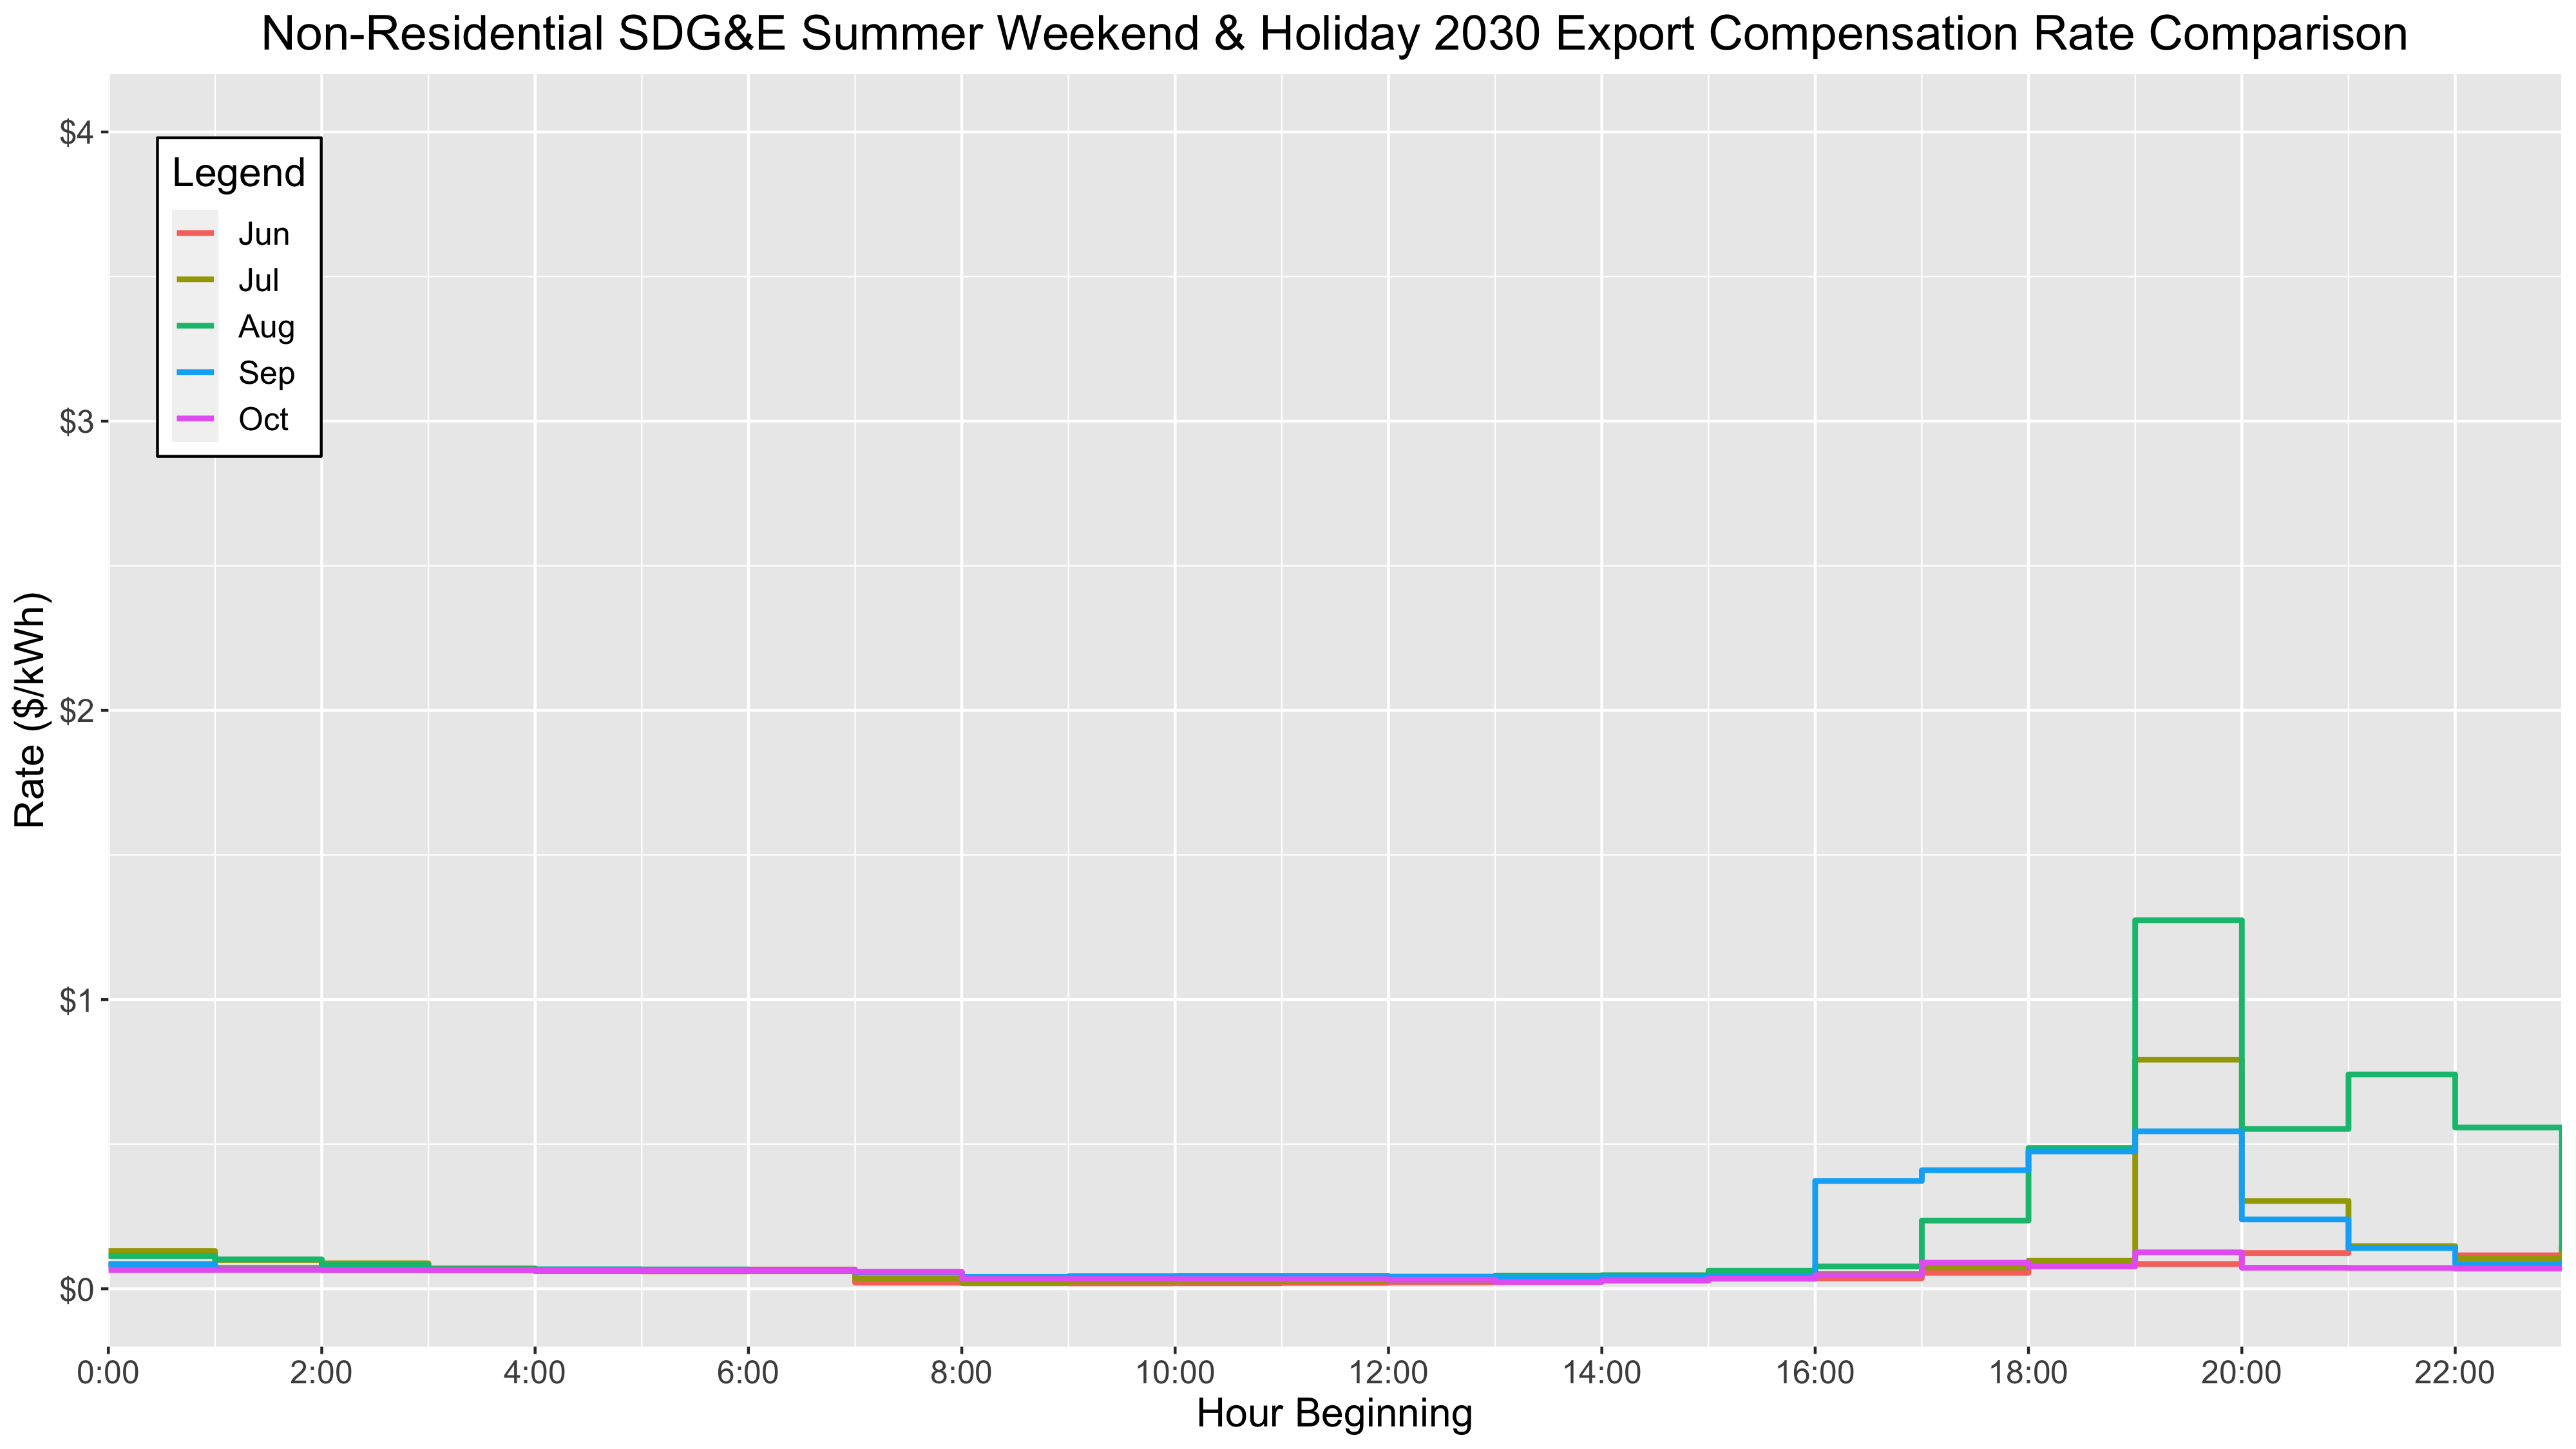 Non-Residential SDG&E Summer Weekend & Holiday 2030 Export Compensation Rate Comparison
$4
Legend
Jun
Jul
Aug
Sep
Oct
$3
Rate ($/kWh)
$2
$1
$0
0:00 2:00 4:00 6:00 8:00 10:00 12:00 14:00 16:00 18:00 20:00 22:00
Hour Beginning